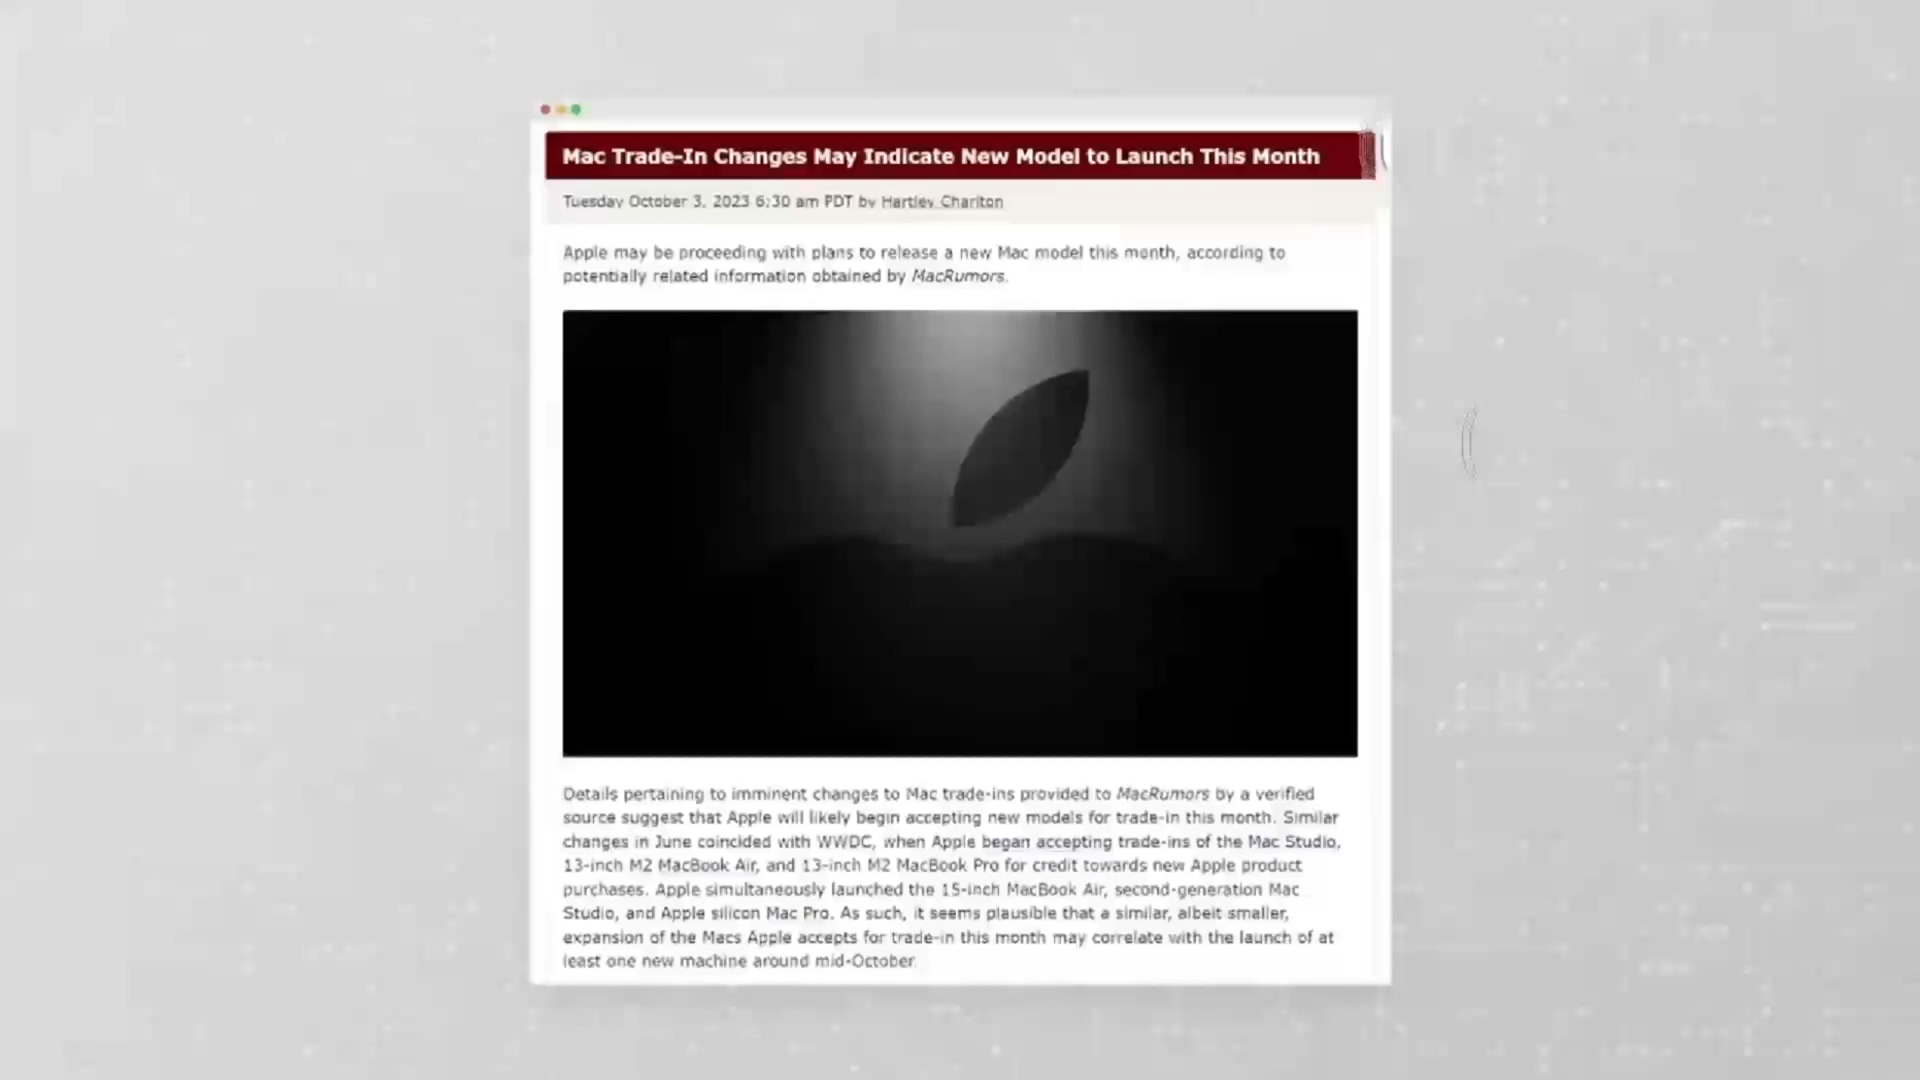 Mac Trade-In Changes May Indicate New Model to Launch This Month
Tuesday October 3, 2023 6:30 am PDT by Hartley Charlton
Apple may be proceeding with plans to release a new Mac model this month, according to
potentially related information obtained by MacRumors.
Details pertaining to imminent changes to Mac trade-ins provided to MacRumors by a verified
source suggest that Apple will likely begin accepting new models for trade-in this month. Similar
changes in June coincided with WWDC, when Apple began accepting trade-ins of the Mac Studio,
13-inch M2 MacBook Air, and 13-inch M2 MacBook Pro for credit towards new Apple product
purchases. Apple simultaneously launched the 15-inch MacBook Air, second-generation Mac
Studio, and Apple silicon Mac Pro. As such, it seems plausible that a similar, albeit smaller,
expansion of the Macs Apple accepts for trade-in this month may correlate with the launch of at
least one new machine around mid-October.